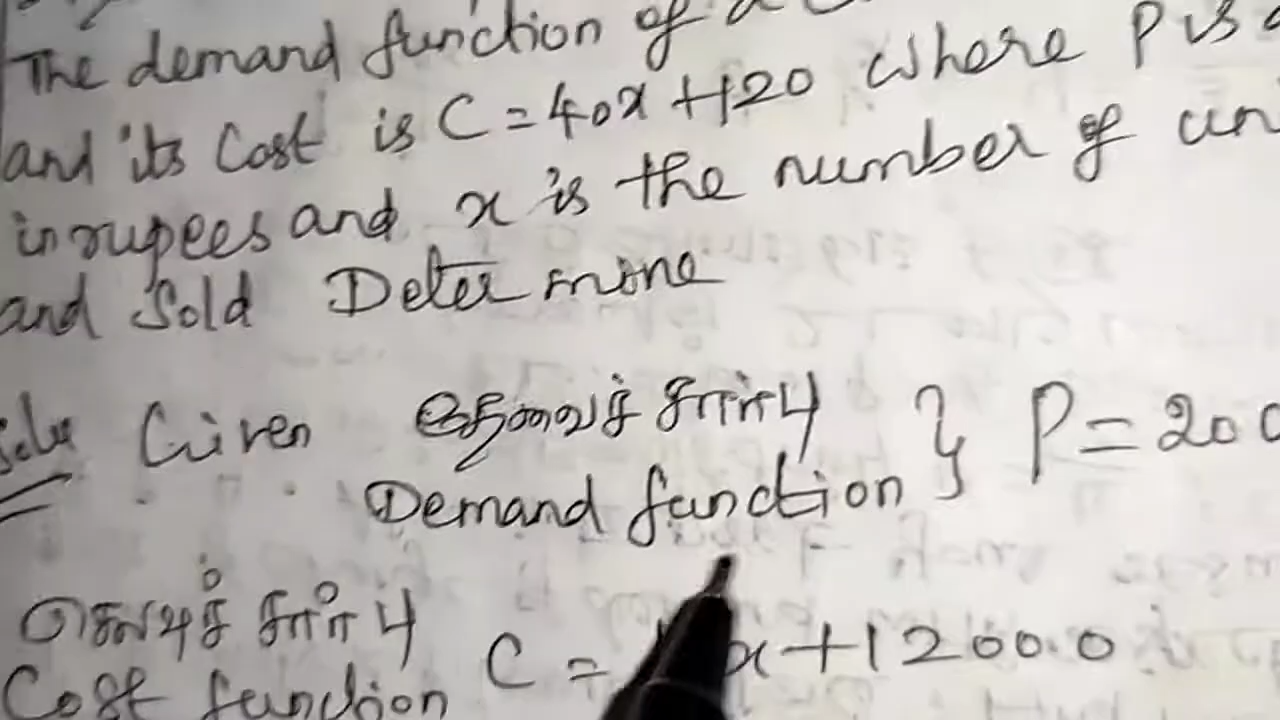 The demand function of a
and its Cost is C = 40x + 120 where P is
in rupees and x is the number of un
and Sold Determine
Given தேவைச் சார்பு } P = 200
Demand function
செலவுச் சார்பு C = x + 12000
Cost function